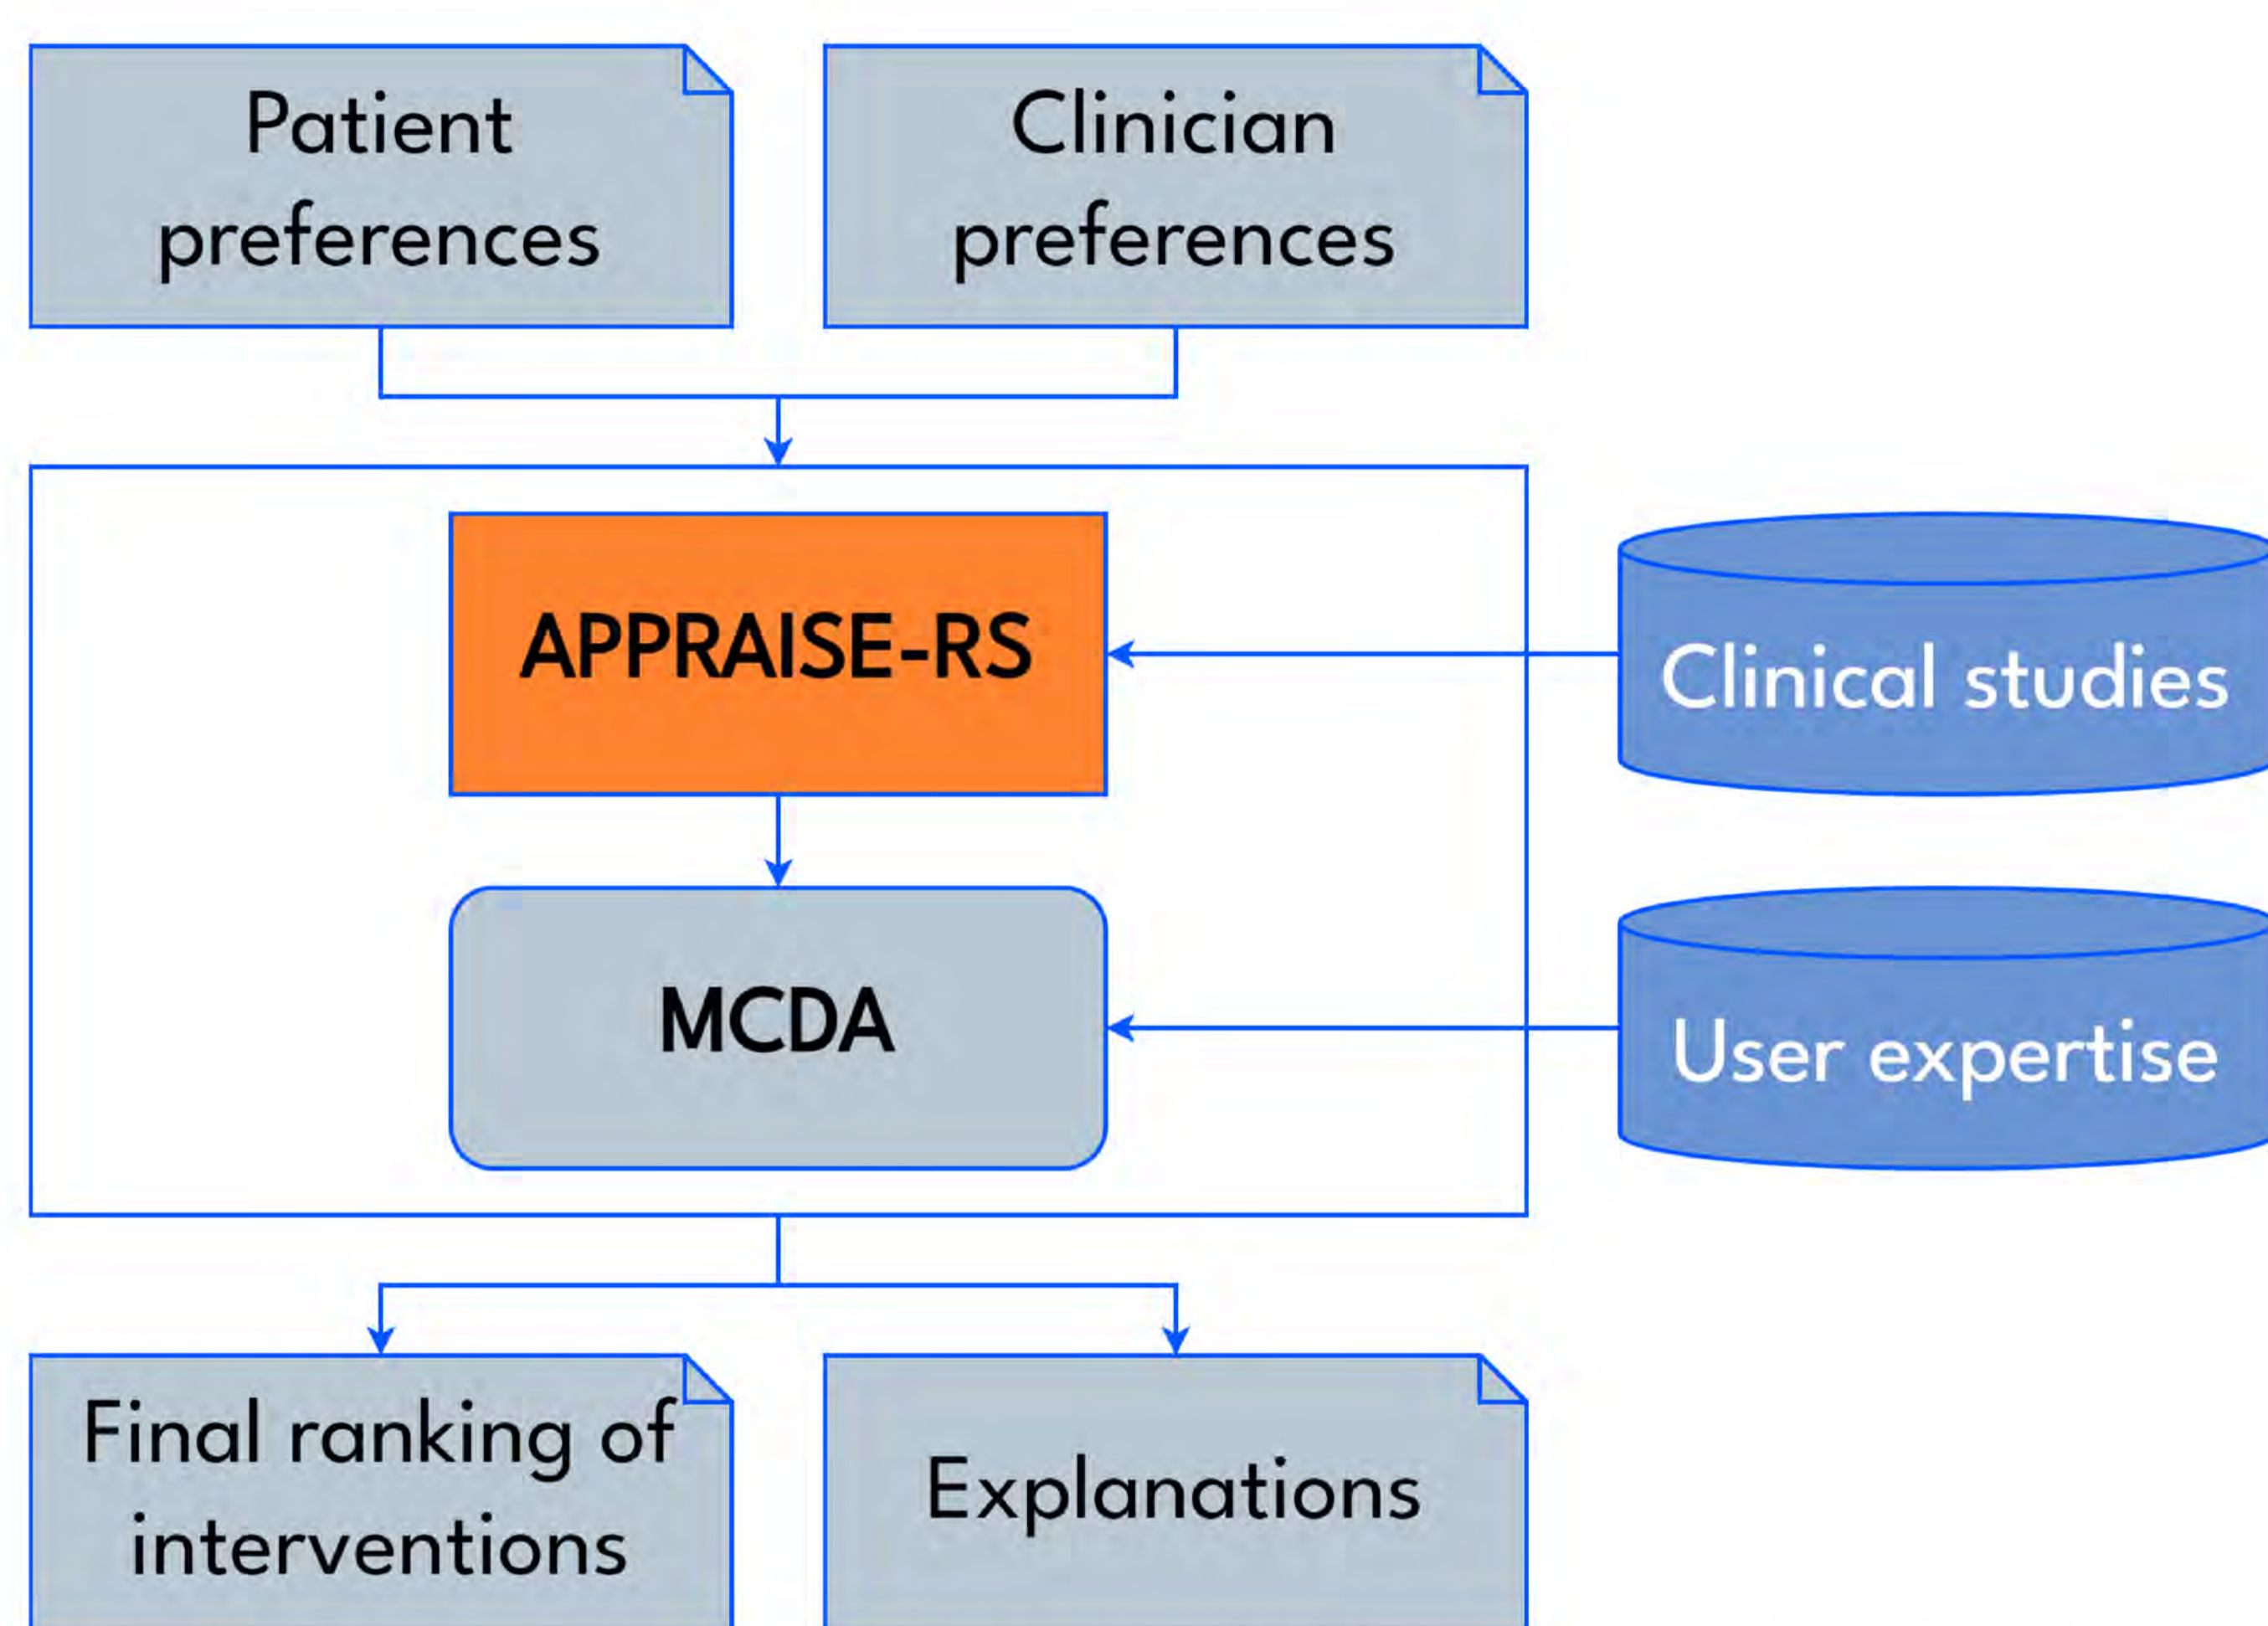 Patient
preferences
Clinician
preferences
APPRAISE-RS
Clinical studies
MCDA
User expertise
Final ranking of
interventions
Explanations